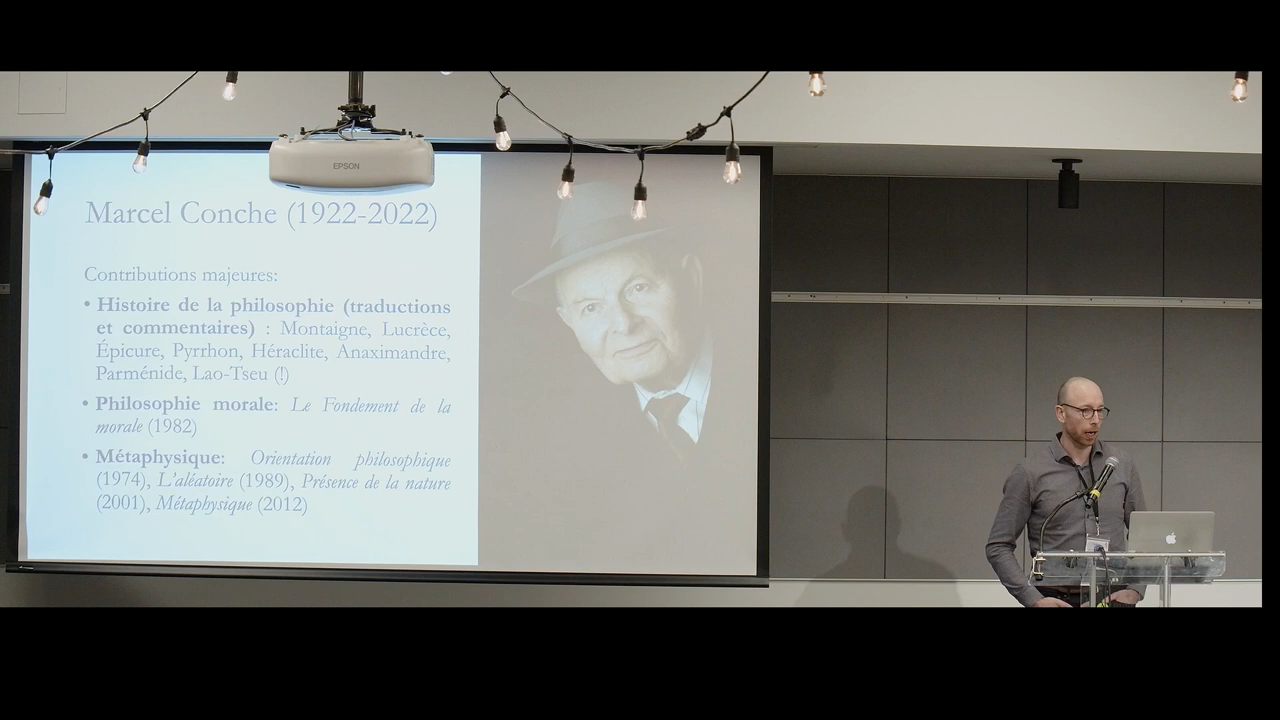 EPSON
Marcel Conche (1922-2022)
Contributions majeures:
• Histoire de la philosophie (traductions
et commentaires) : Montaigne, Lucrèce,
Épicure, Pyrrhon, Héraclite, Anaximandre,
Parménide, Lao-Tseu (!)
• Philosophie morale: Le Fondement de la
morale (1982)
• Métaphysique: Orientation philosophique
(1974), L'aléatoire (1989), Présence de la nature
(2001), Métaphysique (2012)